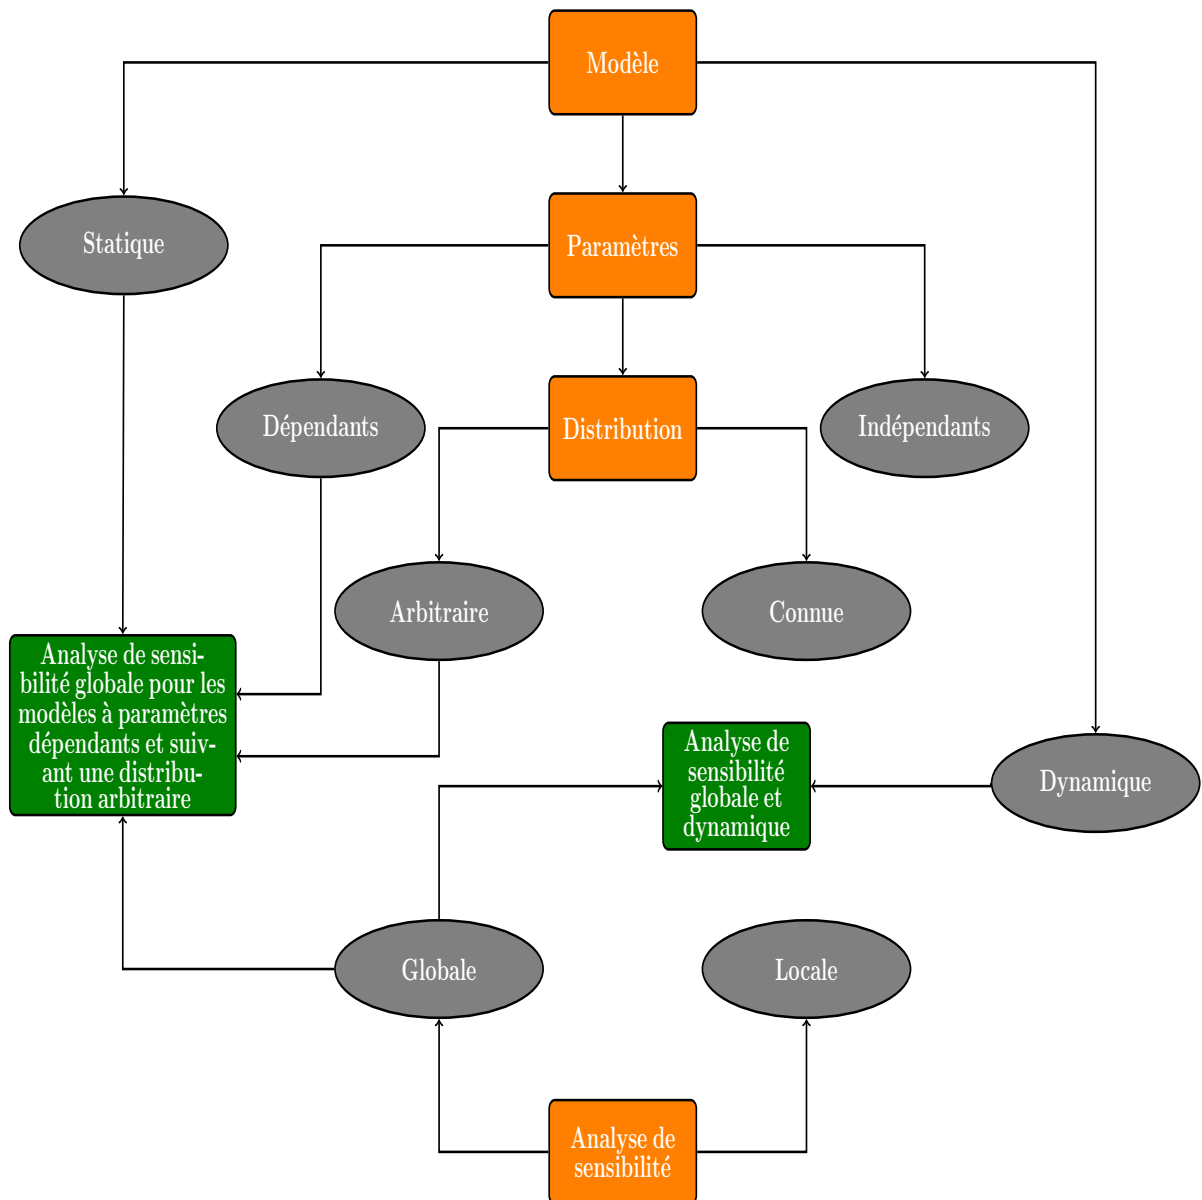 Modèle
Statique
Paramètres
Dépendants
Distribution
Indépendants
Arbitraire
Connue
Analyse de sensi-
bilité globale pour les
modèles à paramètres
dépendants et suiv-
ant une distribu-
tion arbitraire
Analyse de
sensibilité
globale et
dynamique
Dynamique
Globale
Locale
Analyse de
sensibilité